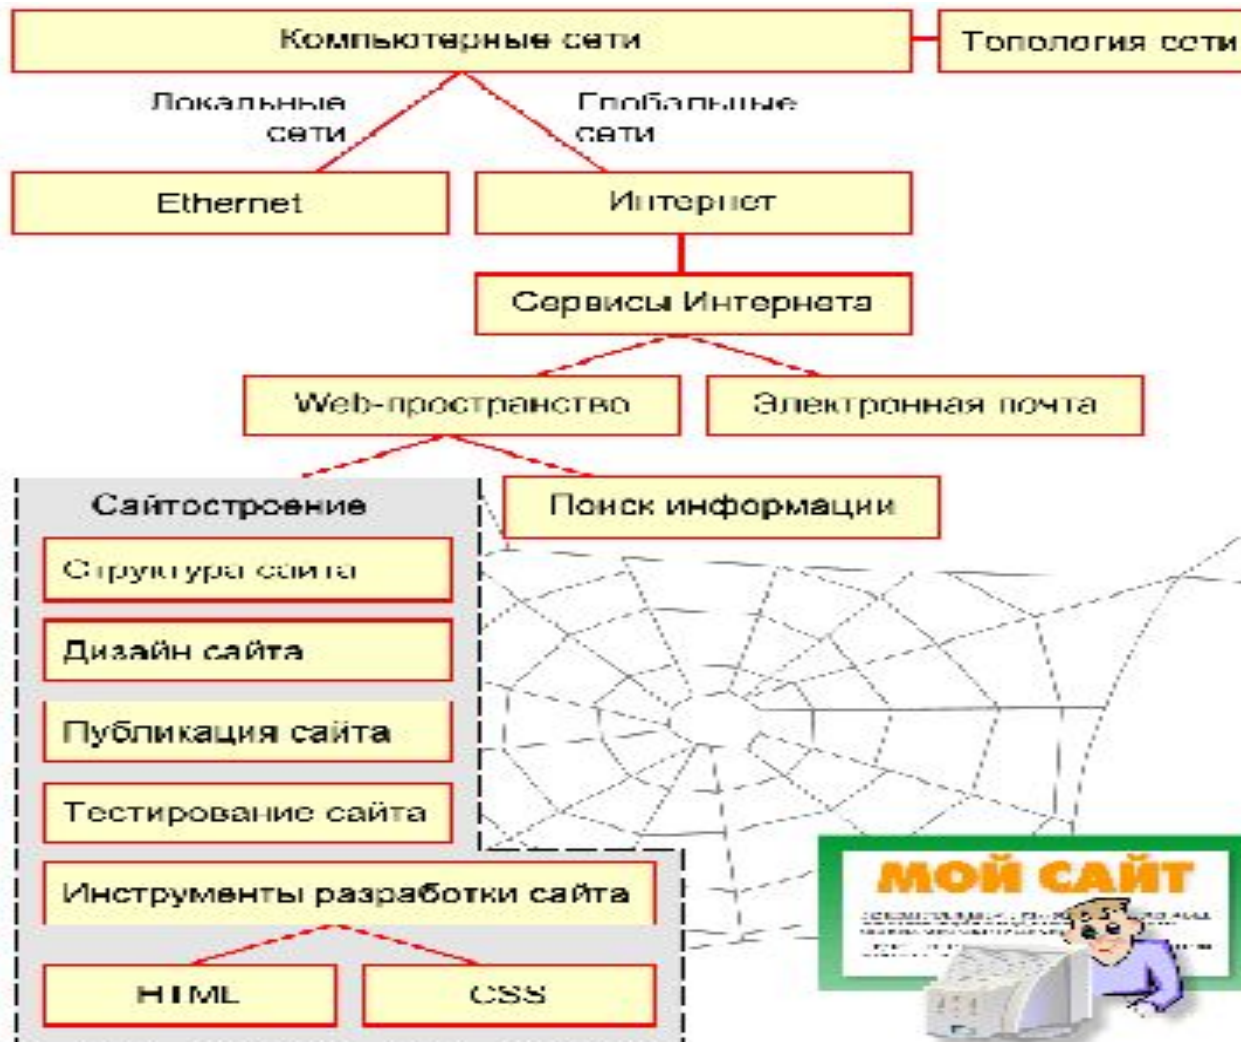 Компьютерные сети
Топология сети
Локальные
сети
Глобальные
сети
Ethernet
Интернет
Сервисы Интернета
Web-пространство
Электронная почта
Сайтостроение
Поиск информации
Структура сайта
Дизайн сайта
Публикация сайта
Тестирование сайта
Инструменты разработки сайта
HTML
CSS
МОЙ САЙТ